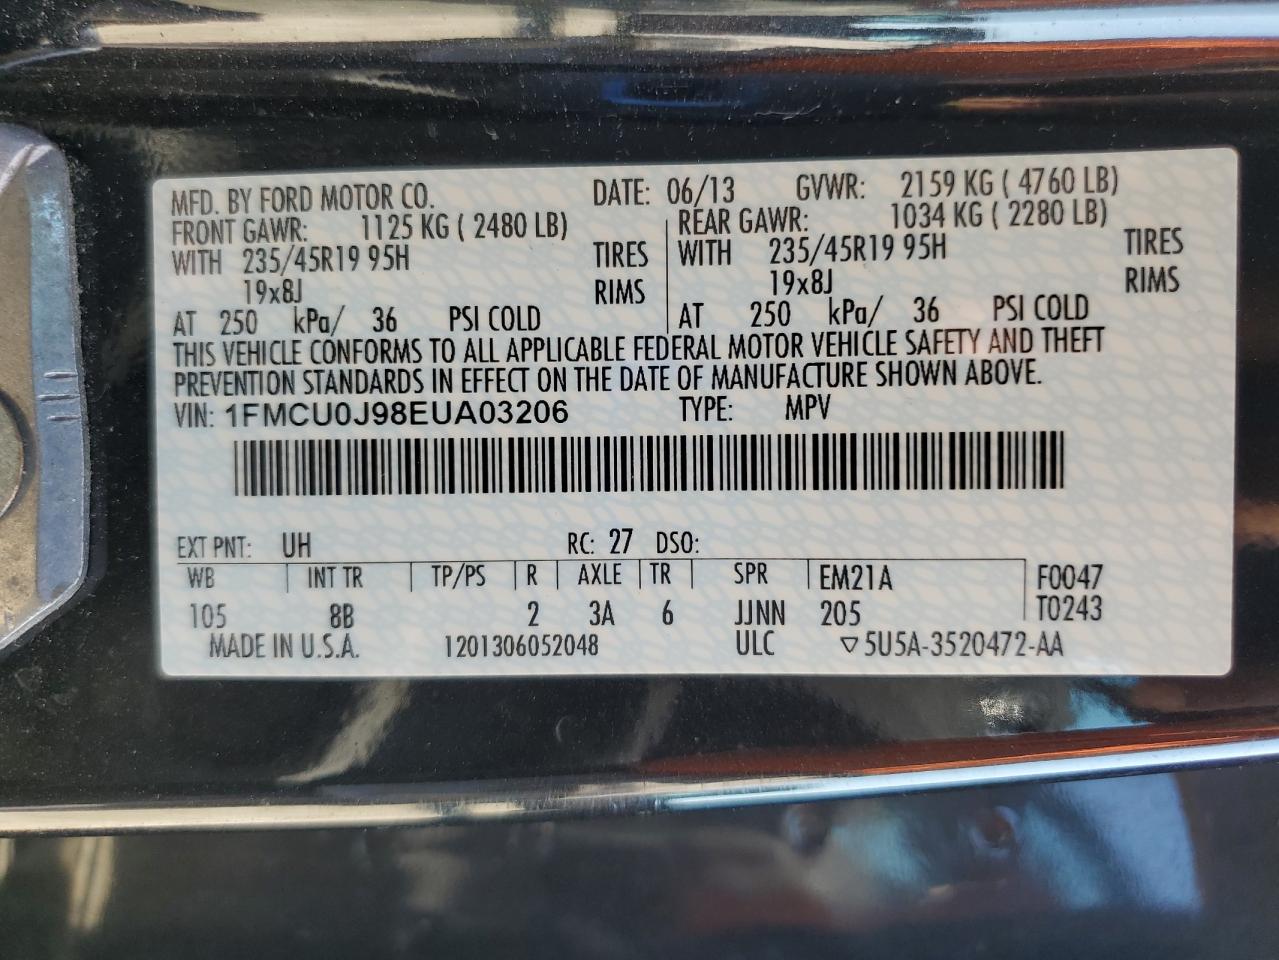 MFD. BY FORD MOTOR CO. DATE: 06/13 GVWR: 2159 KG ( 4760 LB)
FRONT GAWR: 1125 KG ( 2480 LB) REAR GAWR: 1034 KG ( 2280 LB)
WITH 235/45R19 95H TIRES WITH 235/45R19 95H TIRES
19x8J RIMS 19x8J RIMS
AT 250 kPa/ 36 PSI COLD AT 250 kPa/ 36 PSI COLD
THIS VEHICLE CONFORMS TO ALL APPLICABLE FEDERAL MOTOR VEHICLE SAFETY AND THEFT
PREVENTION STANDARDS IN EFFECT ON THE DATE OF MANUFACTURE SHOWN ABOVE.
VIN: 1FMCU0J98EUA03206 TYPE: MPV
EXT PNT: UH RC: 27 DSO:
WB INT TR TP/PS R AXLE TR SPR EM21A F0047
105 8B 2 3A 6 JJNN 205 T0243
MADE IN U.S.A. 1201306052048 ULC ▽5U5A-3520472-AA